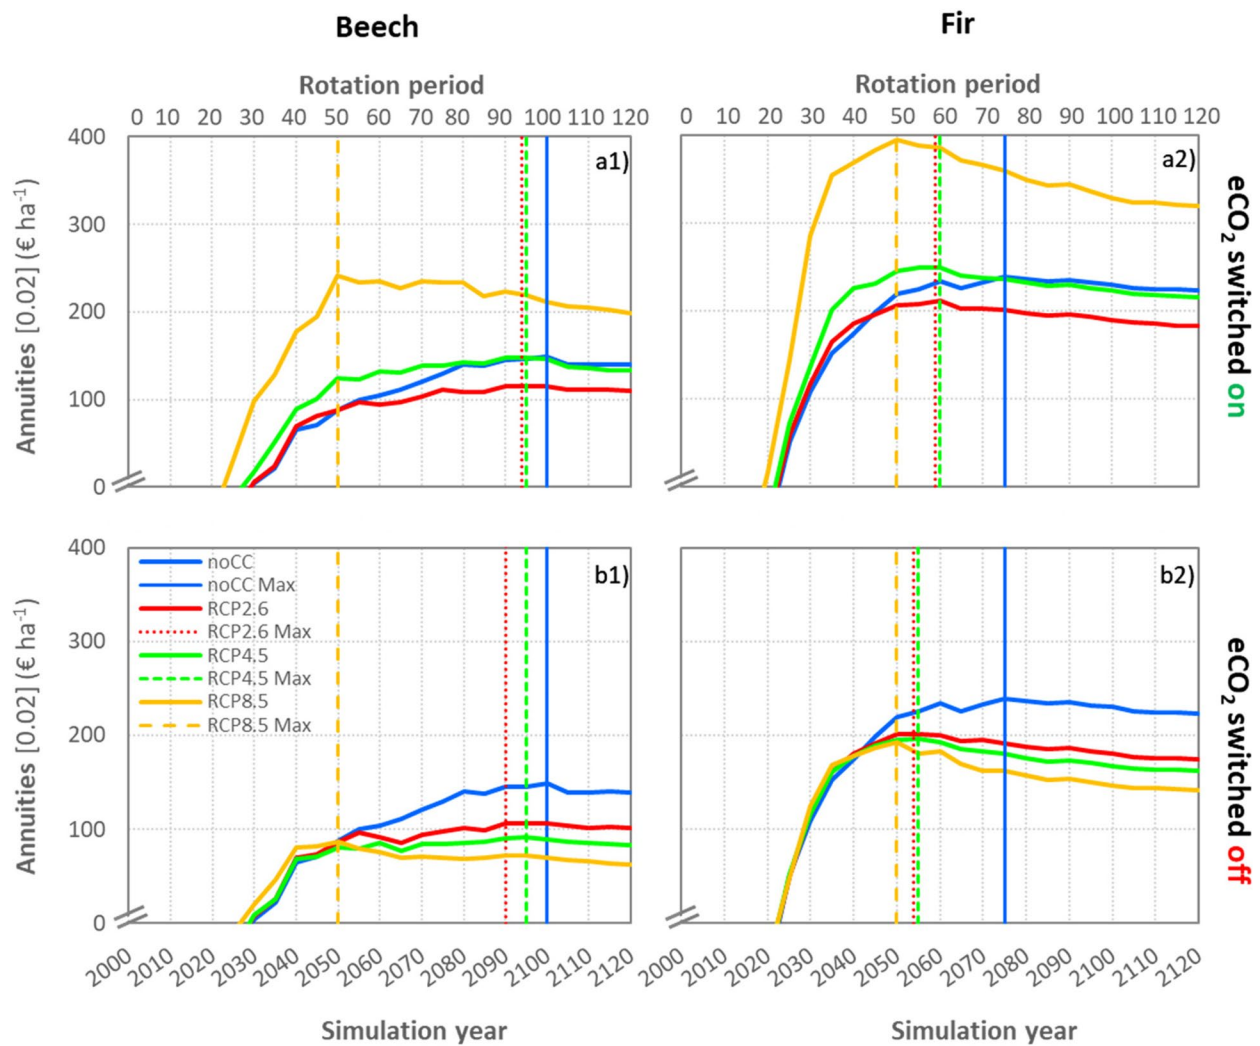 Beech
Fir
Rotation period
Rotation period
0 10 20 30 40 50 60 70 80 90 100 110 120
0 10 20 30 40 50 60 70 80 90 100 110 120
a1)
a2)
400
300
200
100
0
Annuities [0.02] (€ ha⁻¹)
eCO₂ switched on
b1)
b2)
400
300
200
100
0
Annuities [0.02] (€ ha⁻¹)
eCO₂ switched off
noCC
noCC Max
RCP2.6
RCP2.6 Max
RCP4.5
RCP4.5 Max
RCP8.5
RCP8.5 Max
2000 2010 2020 2030 2040 2050 2060 2070 2080 2090 2100 2110 2120
2000 2010 2020 2030 2040 2050 2060 2070 2080 2090 2100 2110 2120
Simulation year
Simulation year